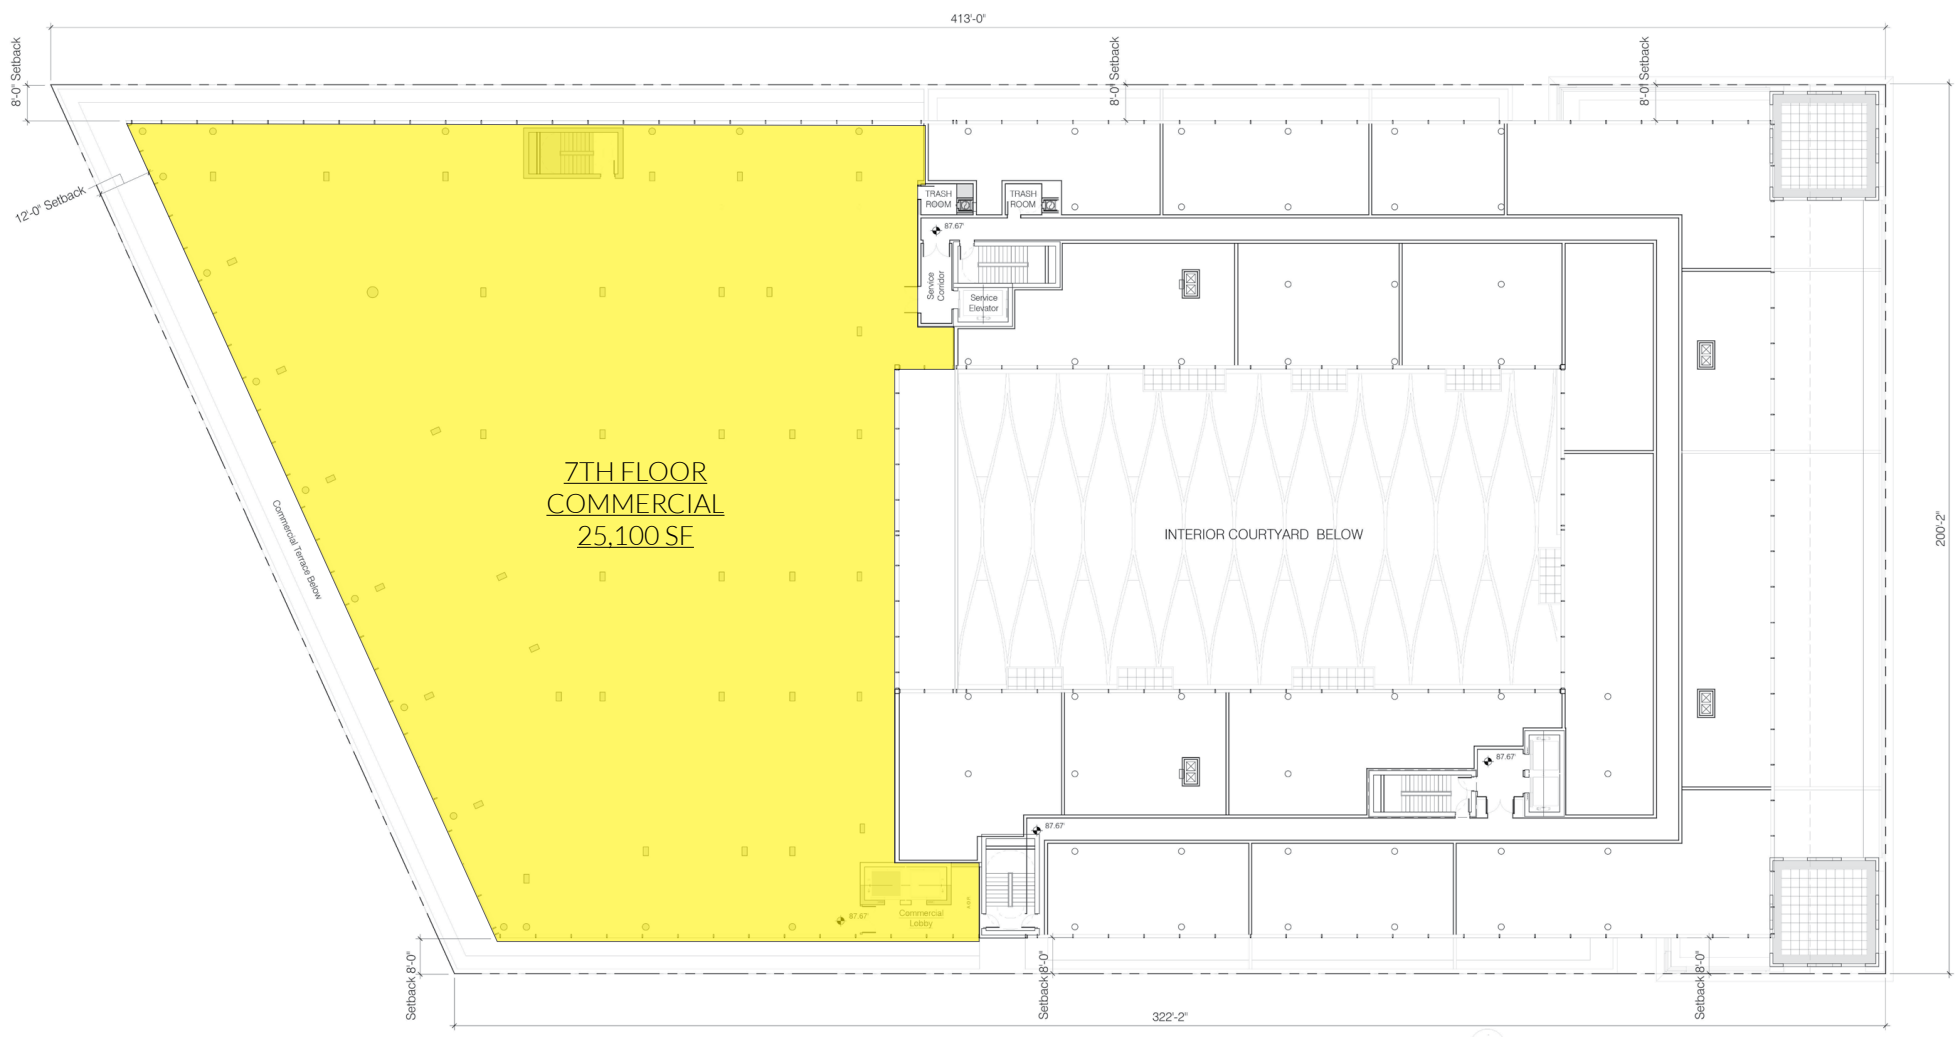 413'-0"
8'-0" Setback
8'-0" Setback
8'-0" Setback
12'-0" Setback
TRASH
ROOM
TRASH
ROOM
87.67'
Service
Corridor
Service
Elevator
7TH FLOOR
COMMERCIAL
25,100 SF
Commercial Terrace Below
INTERIOR COURTYARD BELOW
200'-2"
87.67'
87.67'
87.67'
Commercial
Lobby
Setback 8'-0"
Setback 8'-0"
Setback 8'-0"
322'-2"